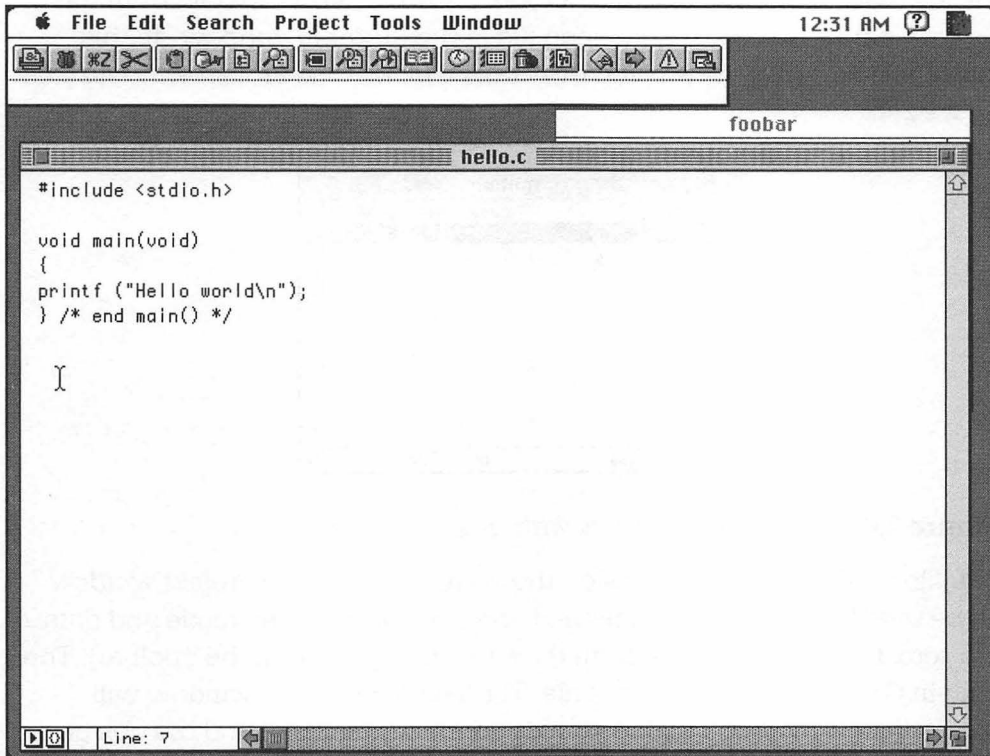 File Edit Search Project Tools Window 12:31 AM
⌘Z
foobar
hello.c
#include <stdio.h>
void main(void)
{
printf ("Hello world\n");
} /* end main() */
Line: 7